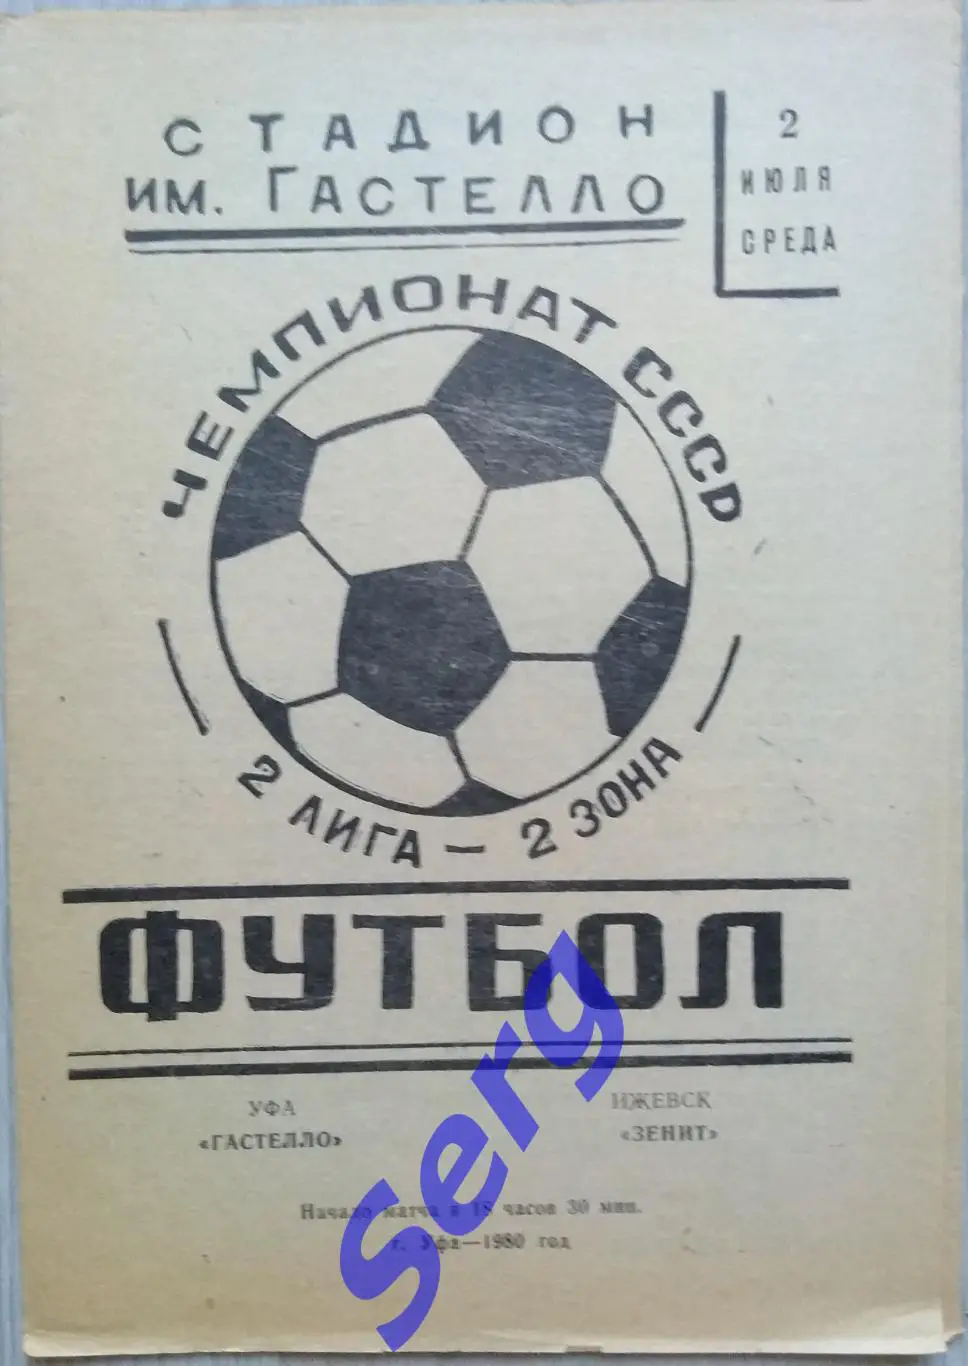 СТАДИОН
ИМ. ГАСТЕЛЛО
2
ИЮЛЯ
СРЕДА
ЧЕМПИОНАТ СССР
2 ЛИГА — 2 ЗОНА
ФУТБОЛ
УФА
«ГАСТЕЛЛО»
ИЖЕВСК
«ЗЕНИТ»
Начало матча в 18 часов 30 мин.
г. Уфа—1980 год
Serg